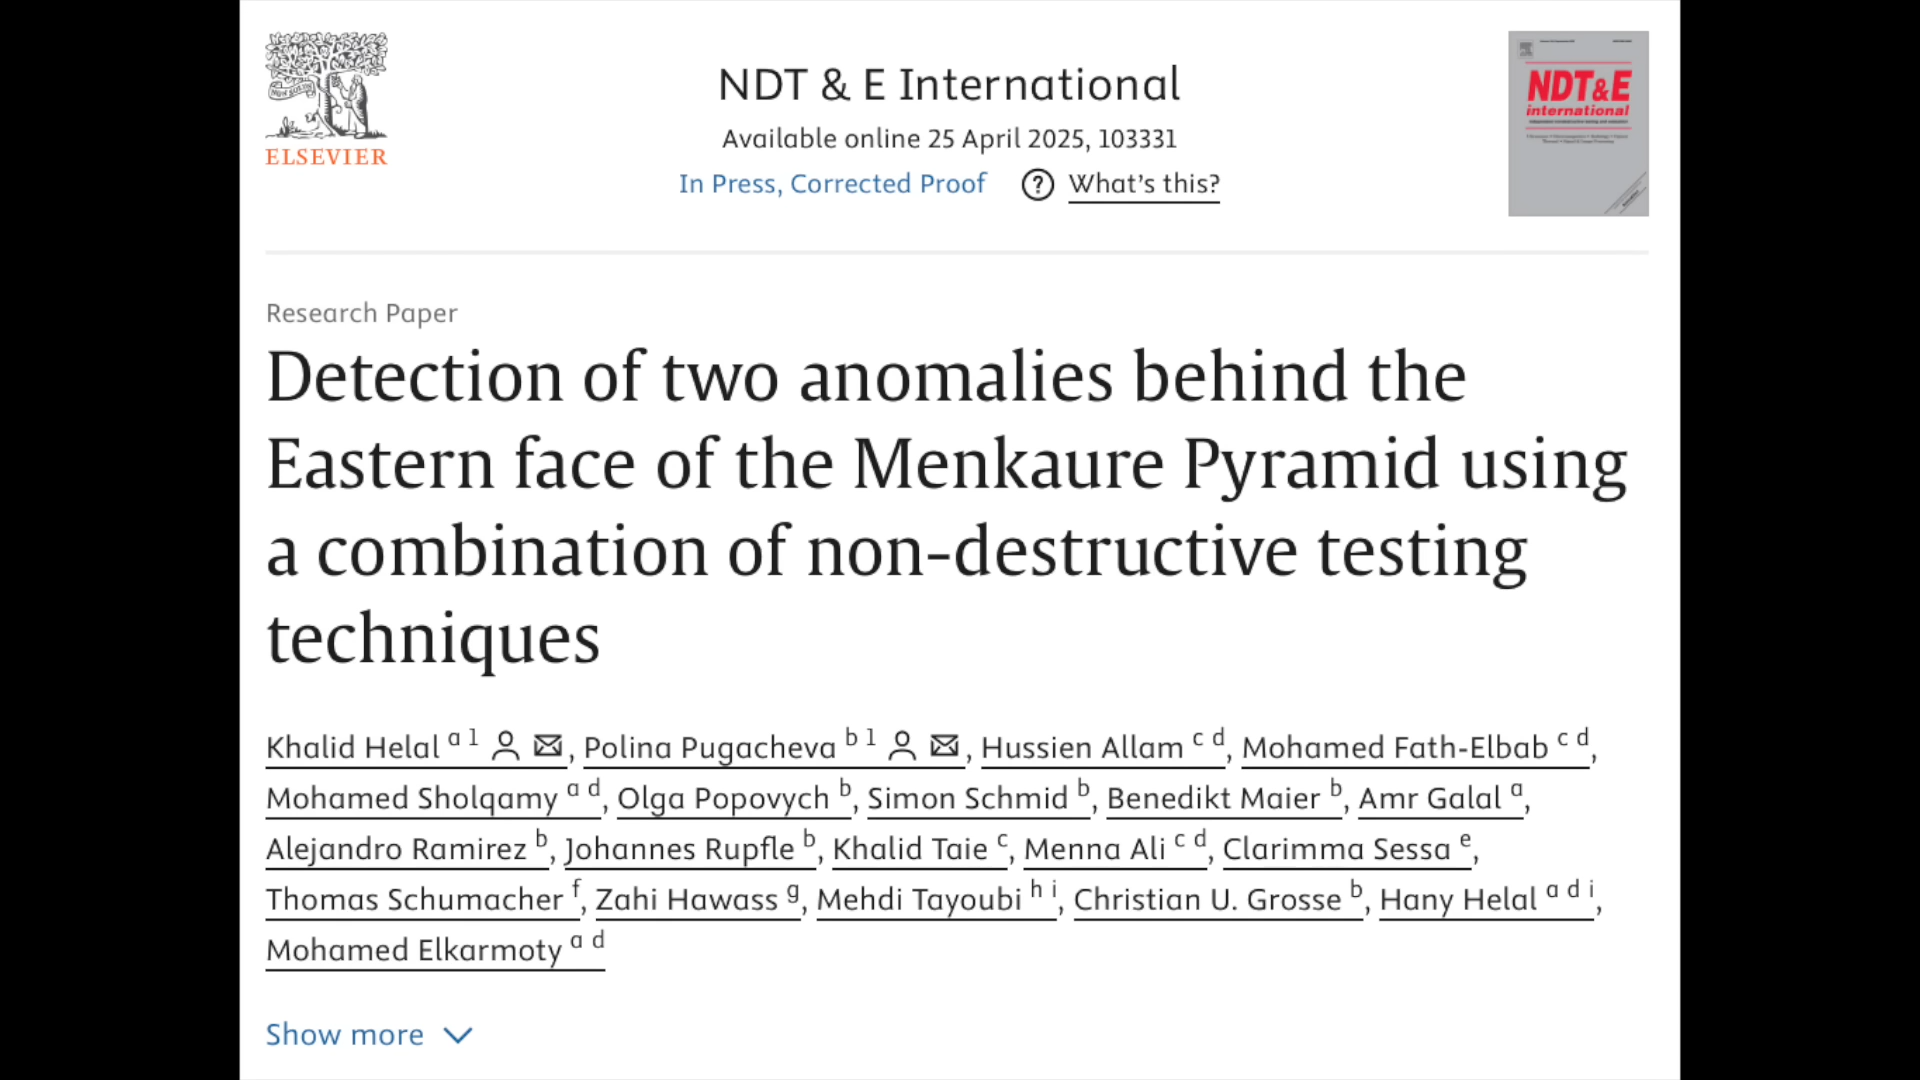 ELSEVIER
NDT & E International
Available online 25 April 2025, 103331
In Press, Corrected Proof What's this?
NDT&E
international
Research Paper
Detection of two anomalies behind the
Eastern face of the Menkaure Pyramid using
a combination of non-destructive testing
techniques
Khalid Helal a 1, Polina Pugacheva b 1, Hussien Allam c d, Mohamed Fath-Elbab c d,
Mohamed Sholqamy a d, Olga Popovych b, Simon Schmid b, Benedikt Maier b, Amr Galal a,
Alejandro Ramirez b, Johannes Rupfle b, Khalid Taie c, Menna Ali c d, Clarimma Sessa e,
Thomas Schumacher f, Zahi Hawass g, Mehdi Tayoubi h i, Christian U. Grosse b, Hany Helal a d i,
Mohamed Elkarmoty a d
Show more